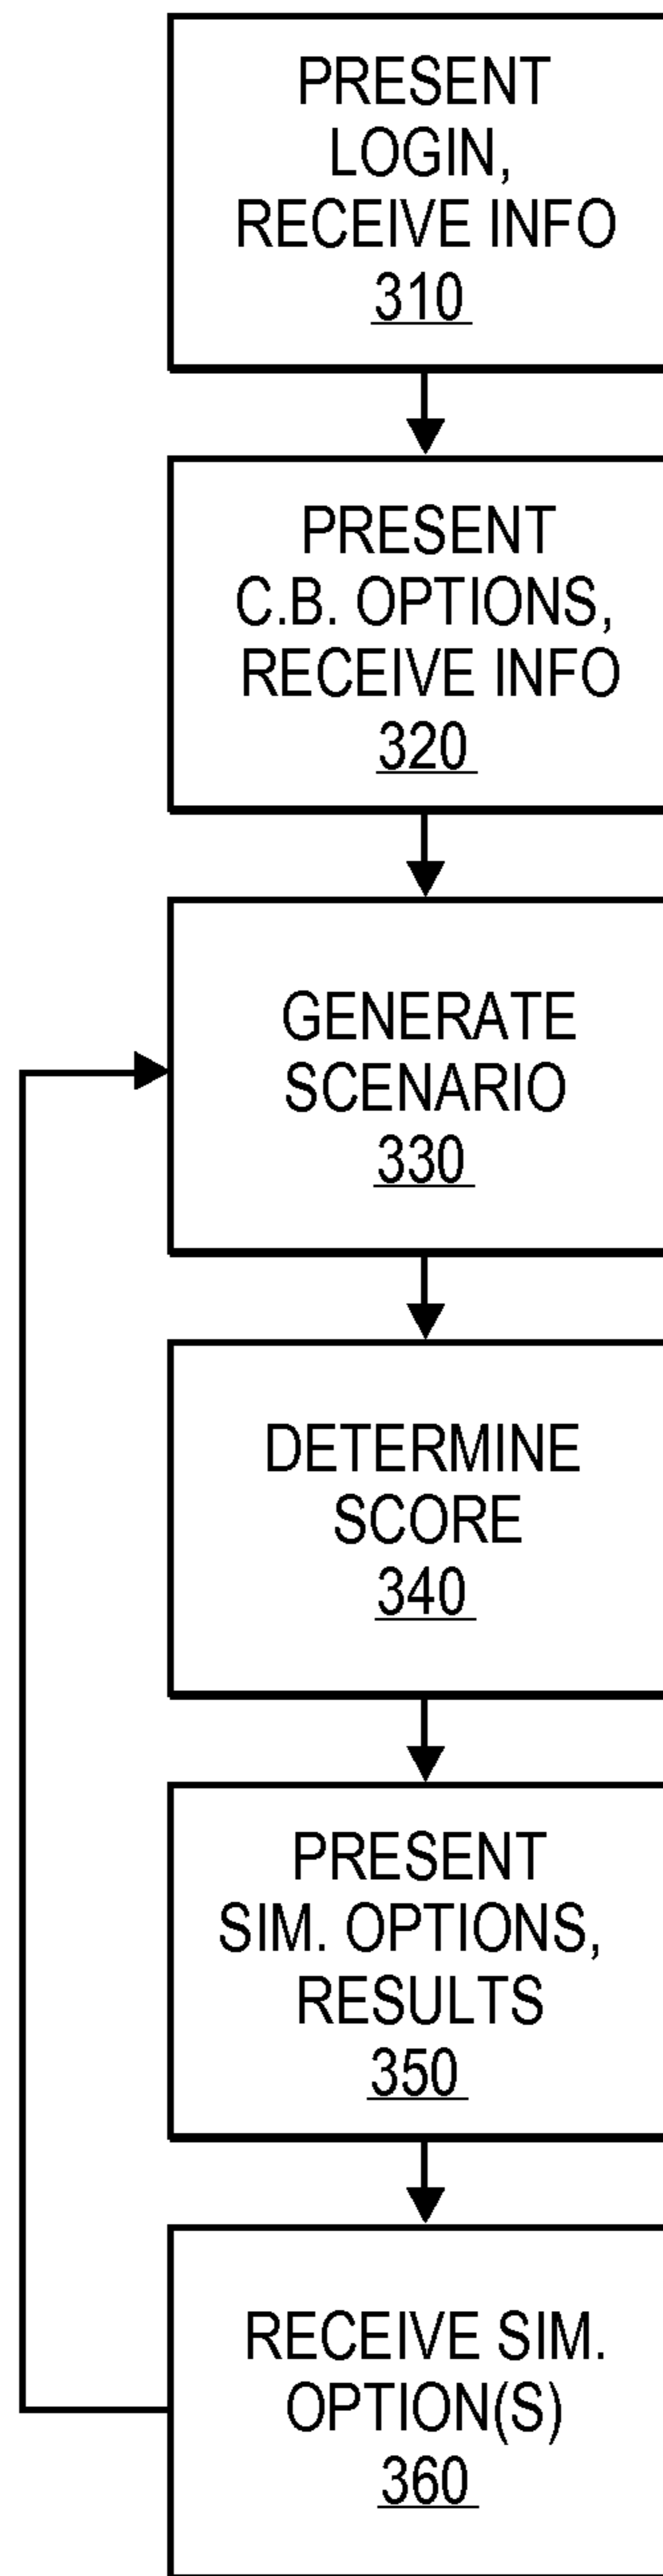 PRESENT
LOGIN,
RECEIVE INFO
310
PRESENT
C.B. OPTIONS,
RECEIVE INFO
320
GENERATE
SCENARIO
330
DETERMINE
SCORE
340
PRESENT
SIM. OPTIONS,
RESULTS
350
RECEIVE SIM.
OPTION(S)
360